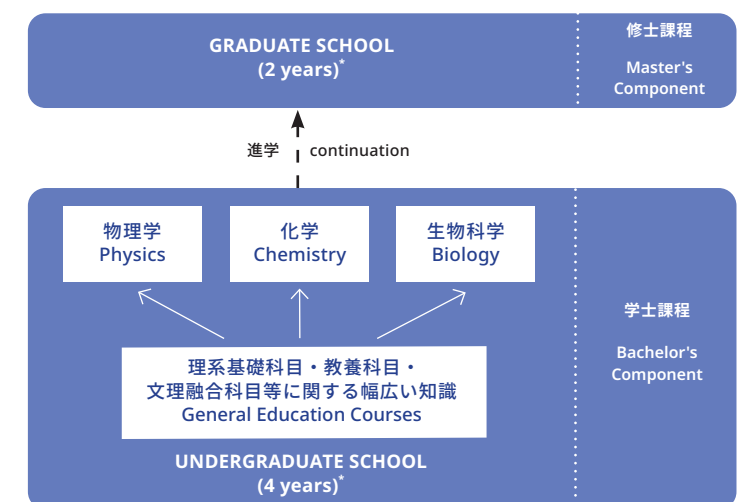 GRADUATE SCHOOL
(2 years)*
修士課程
Master's
Component
進学
continuation
物理学
Physics
化学
Chemistry
生物科学
Biology
理系基礎科目・教養科目・
文理融合科目等に関する幅広い知識
General Education Courses
学士課程
Bachelor's
Component
UNDERGRADUATE SCHOOL
(4 years)*